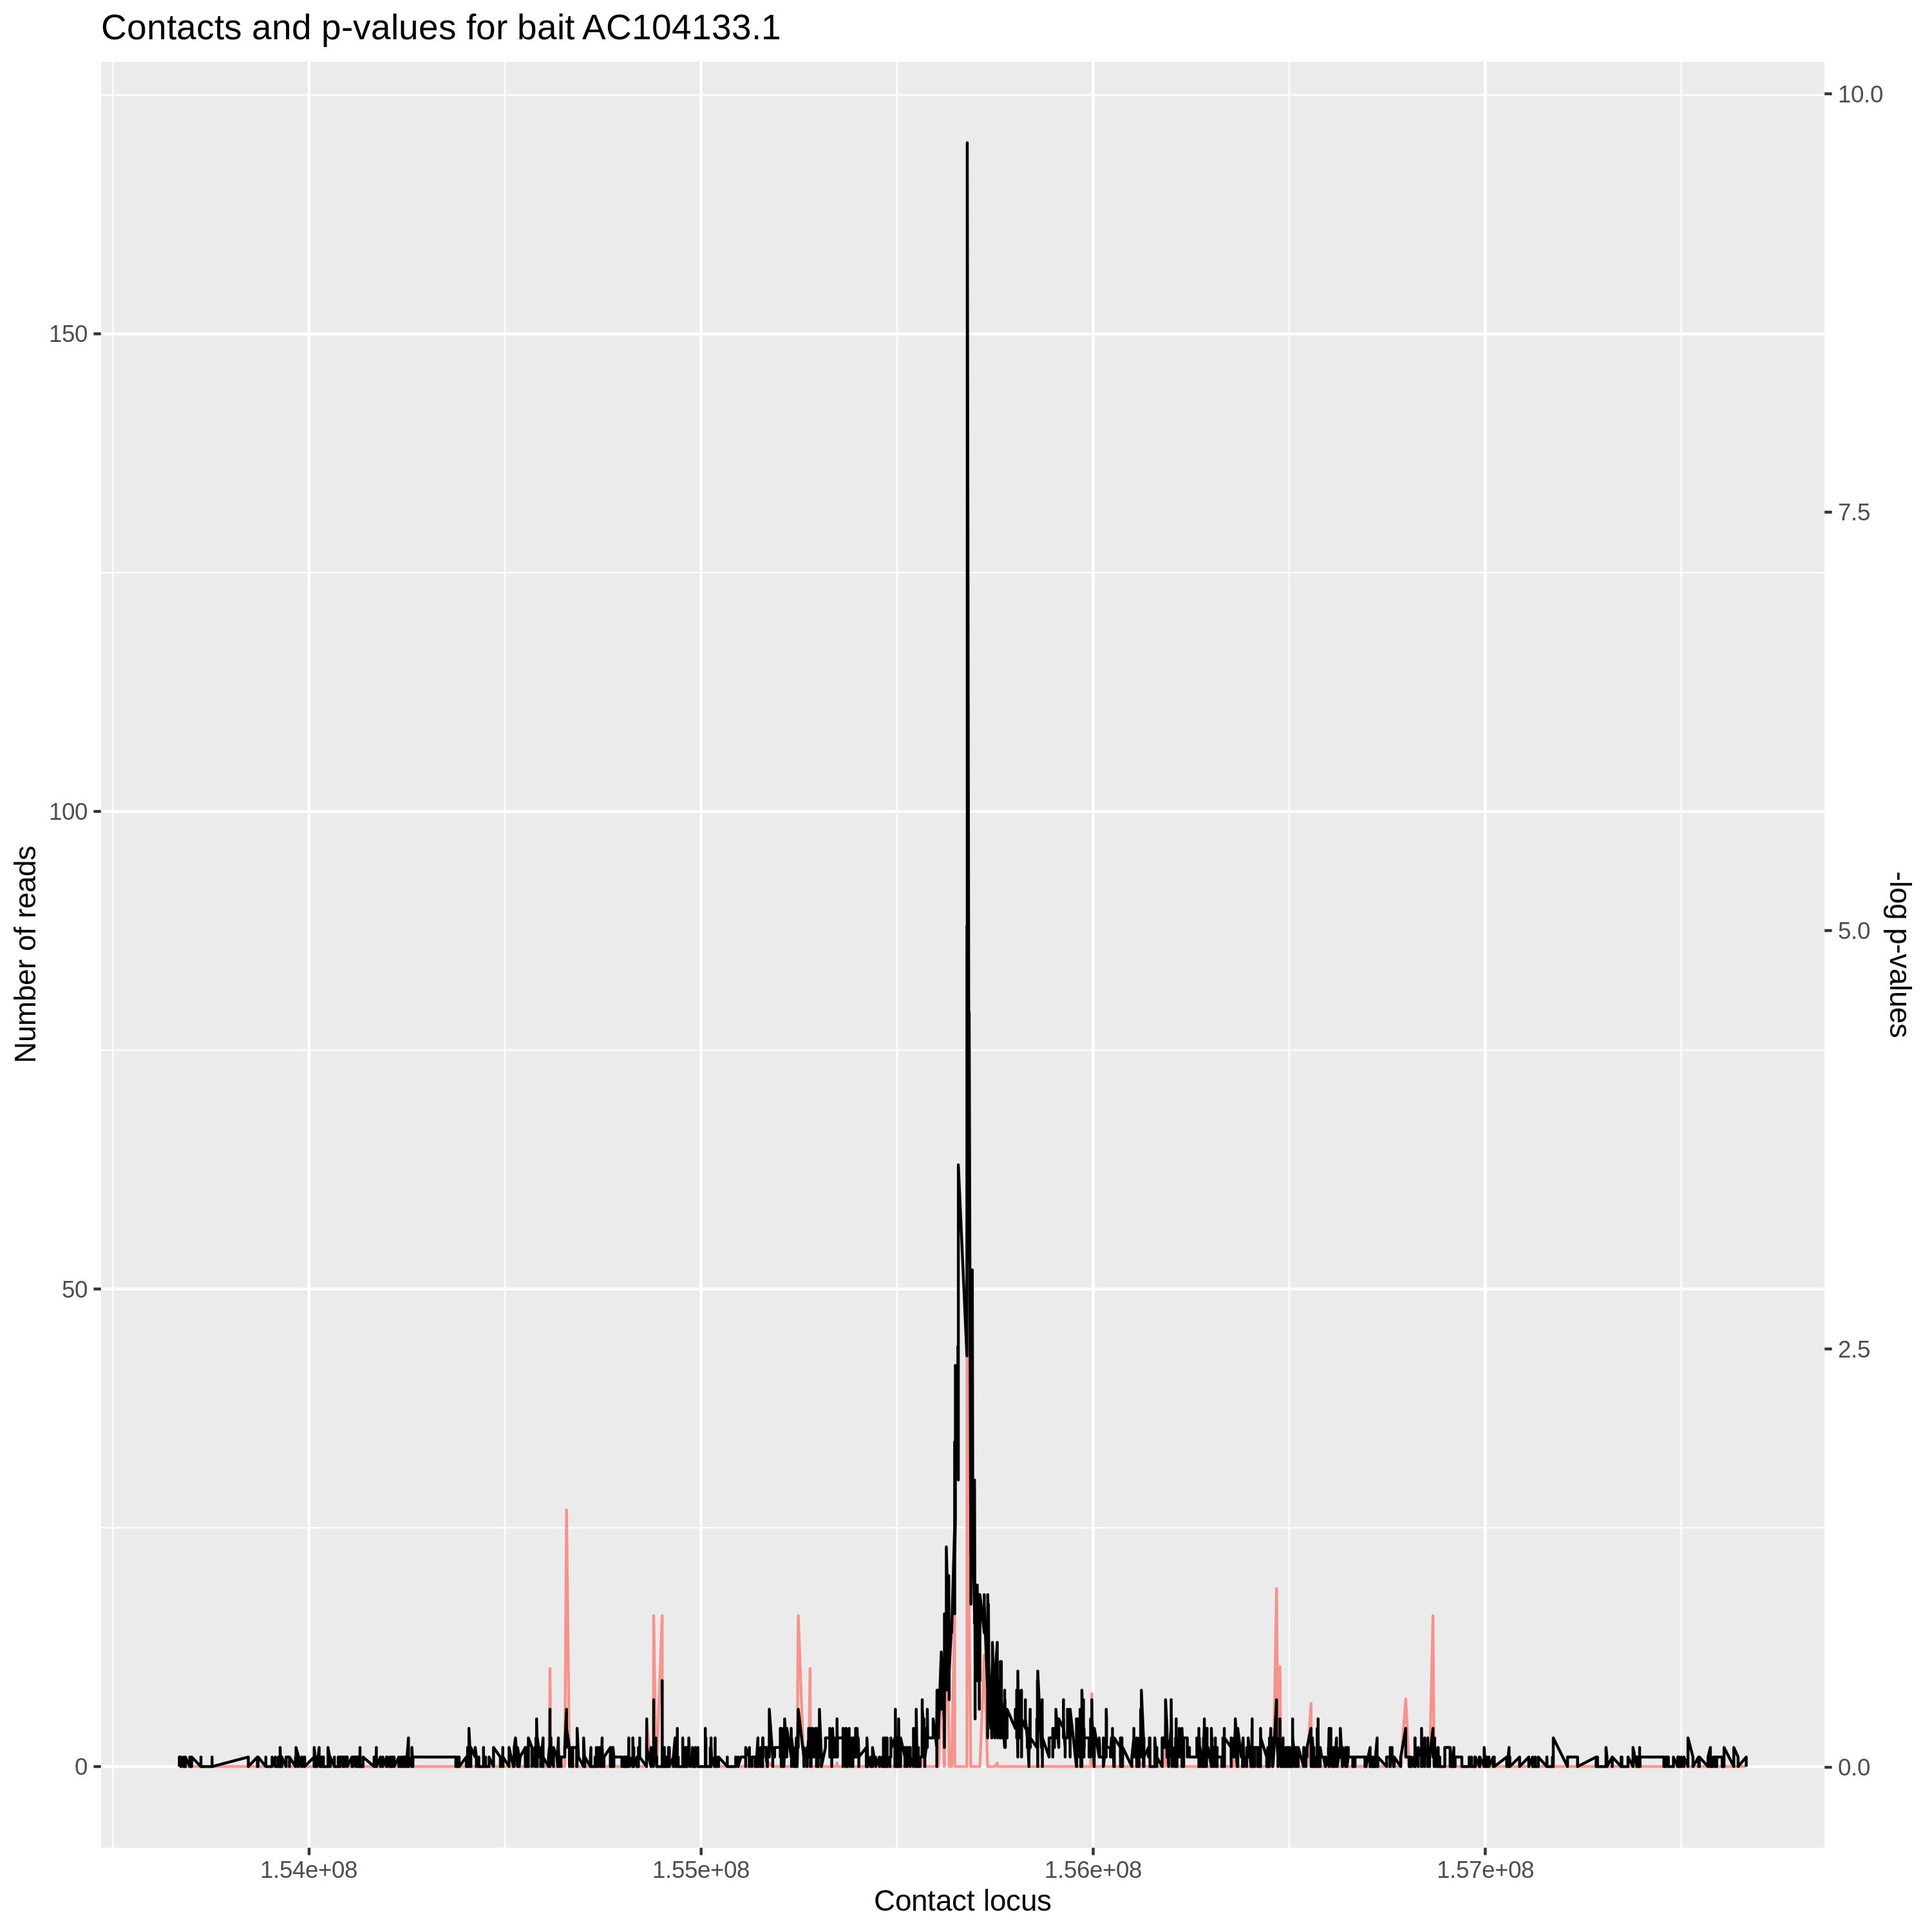 Contacts and p-values for bait AC104133.1
10.0
150
7.5
100
5.0
Number of reads
-log p-values
50
2.5
0
0.0
1.54e+08 1.55e+08 1.56e+08 1.57e+08
Contact locus